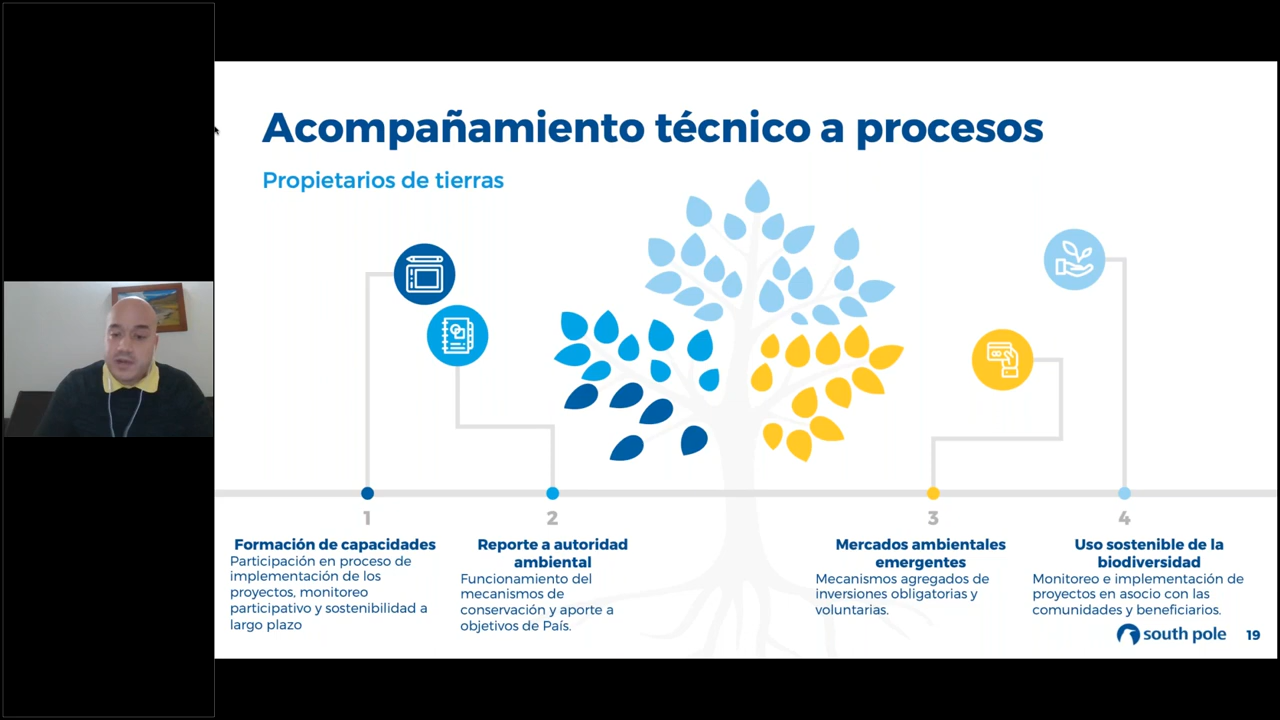 Acompañamiento técnico a procesos
Propietarios de tierras
1
Formación de capacidades
Participación en proceso de
implementación de los
proyectos, monitoreo
participativo y sostenibilidad a
largo plazo
2
Reporte a autoridad
ambiental
Funcionamiento del
mecanismos de
conservación y aporte a
objetivos de País.
3
Mercados ambientales
emergentes
Mecanismos agregados de
inversiones obligatorias y
voluntarias.
4
Uso sostenible de la
biodiversidad
Monitoreo e implementación de
proyectos en asocio con las
comunidades y beneficiarios.
south pole
19